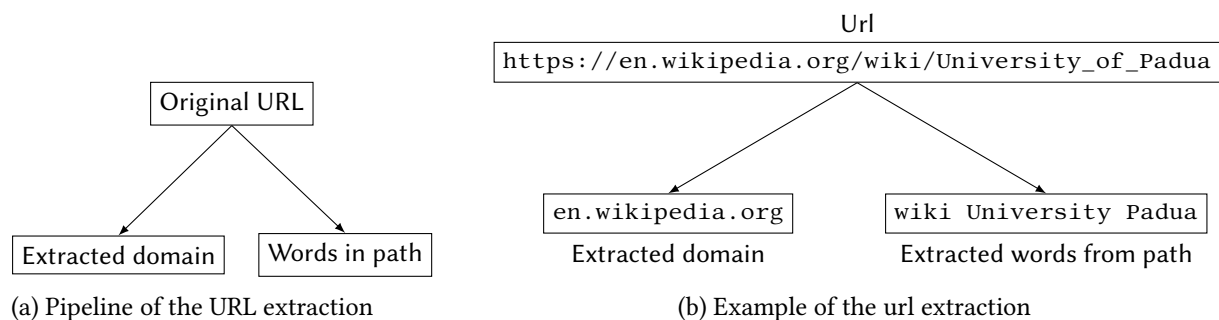 Original URL
Extracted domain
Words in path
(a) Pipeline of the URL extraction
Url
https://en.wikipedia.org/wiki/University_of_Padua
en.wikipedia.org
wiki University Padua
Extracted domain
Extracted words from path
(b) Example of the url extraction